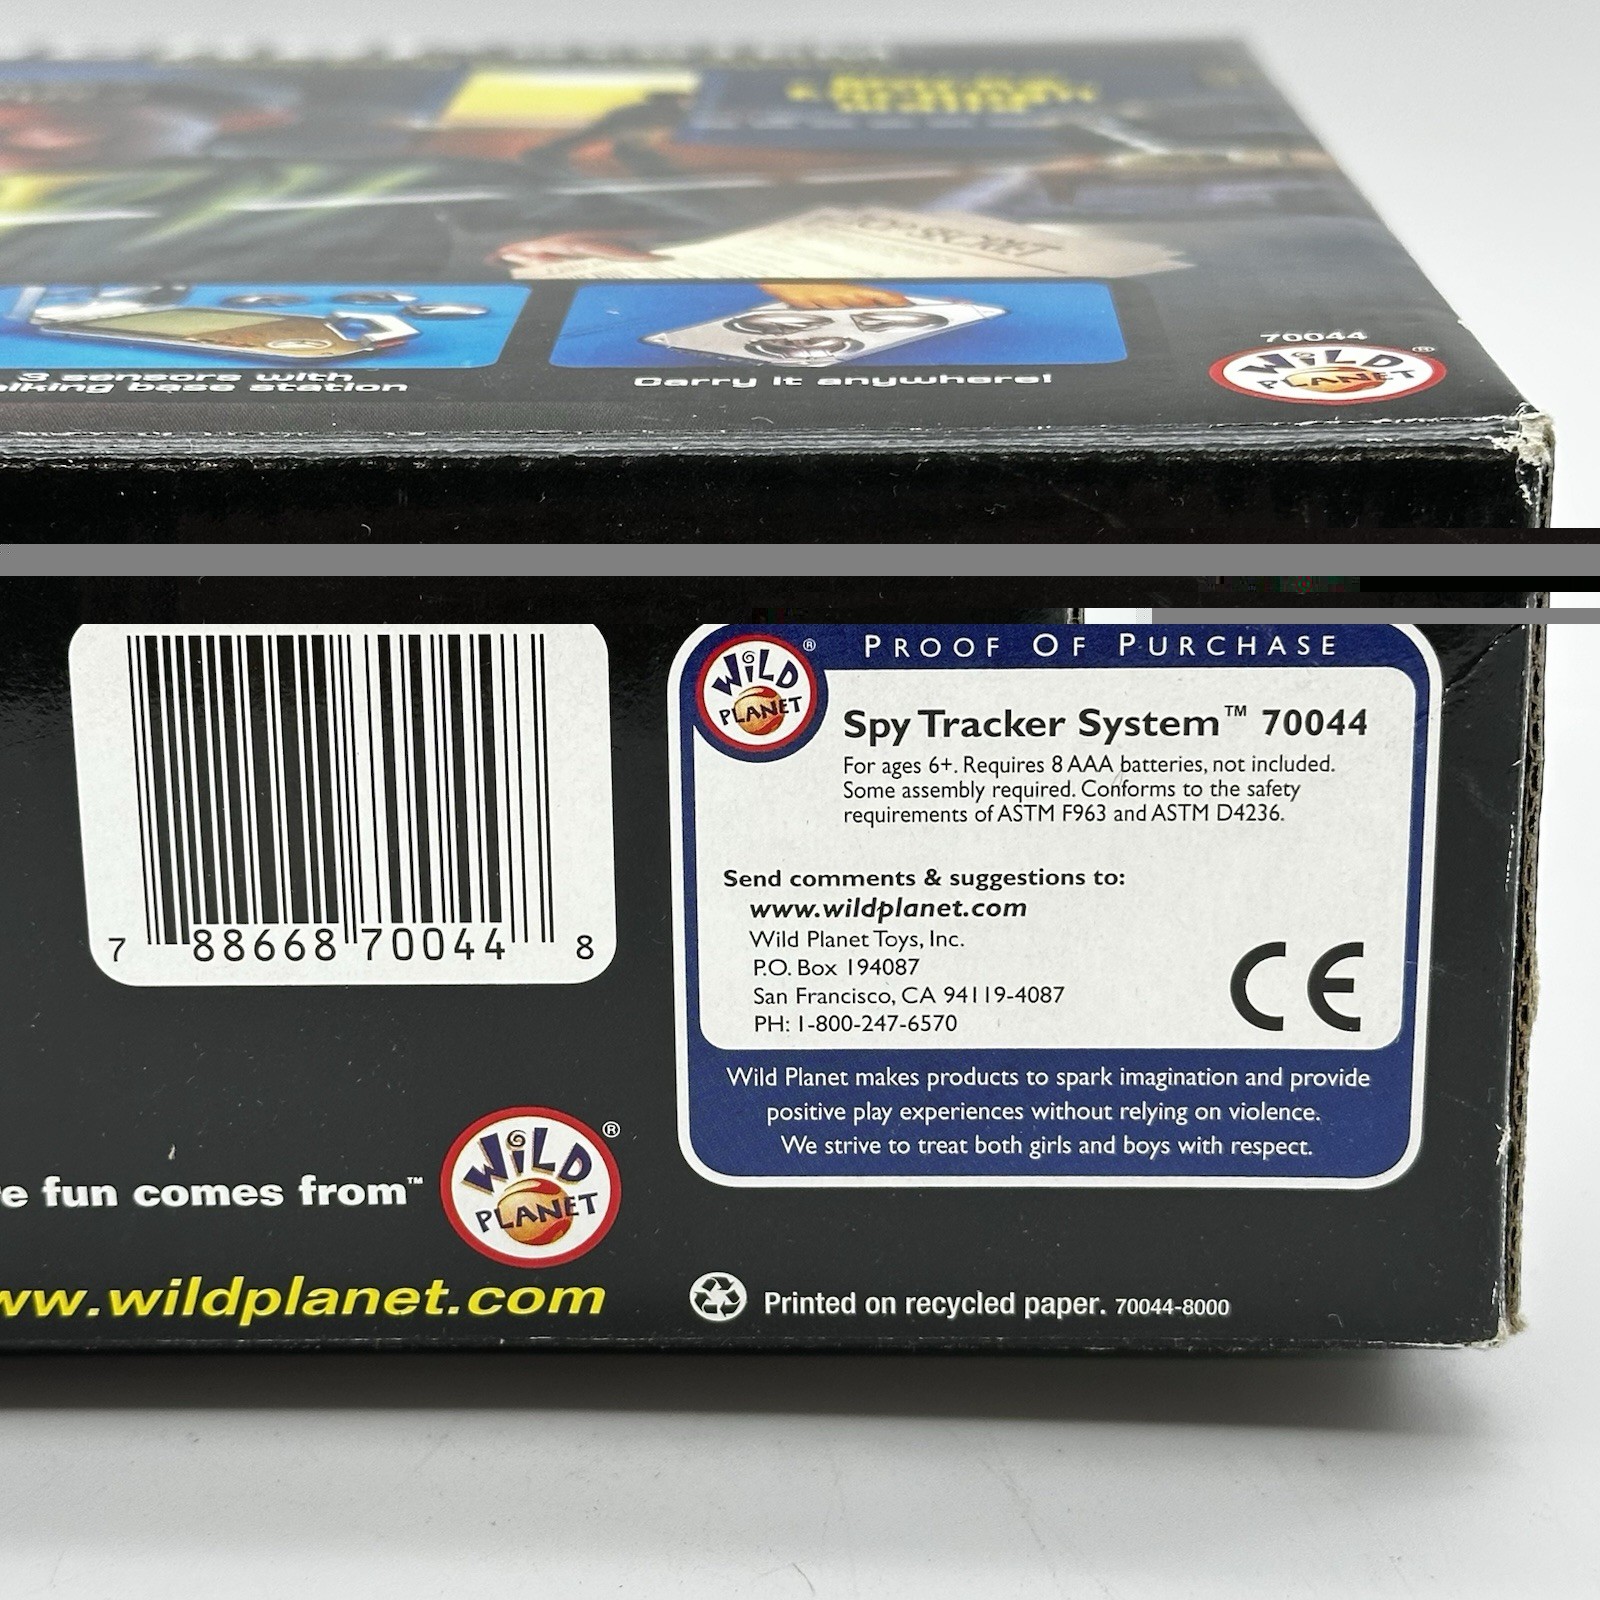 TOP SECRET
3 sensors with
alking base station
Carry it anywhere!
70044
WiLD ®
PLANET
7 88668 70044 8
WiLD ®
PLANET
PROOF OF PURCHASE
Spy Tracker System™ 70044
For ages 6+. Requires 8 AAA batteries, not included.
Some assembly required. Conforms to the safety
requirements of ASTM F963 and ASTM D4236.
Send comments & suggestions to:
www.wildplanet.com
Wild Planet Toys, Inc.
P.O. Box 194087
San Francisco, CA 94119-4087
PH: 1-800-247-6570
CE
Wild Planet makes products to spark imagination and provide
positive play experiences without relying on violence.
We strive to treat both girls and boys with respect.
e fun comes from™
WiLD ®
PLANET
ww.wildplanet.com
Printed on recycled paper. 70044-8000